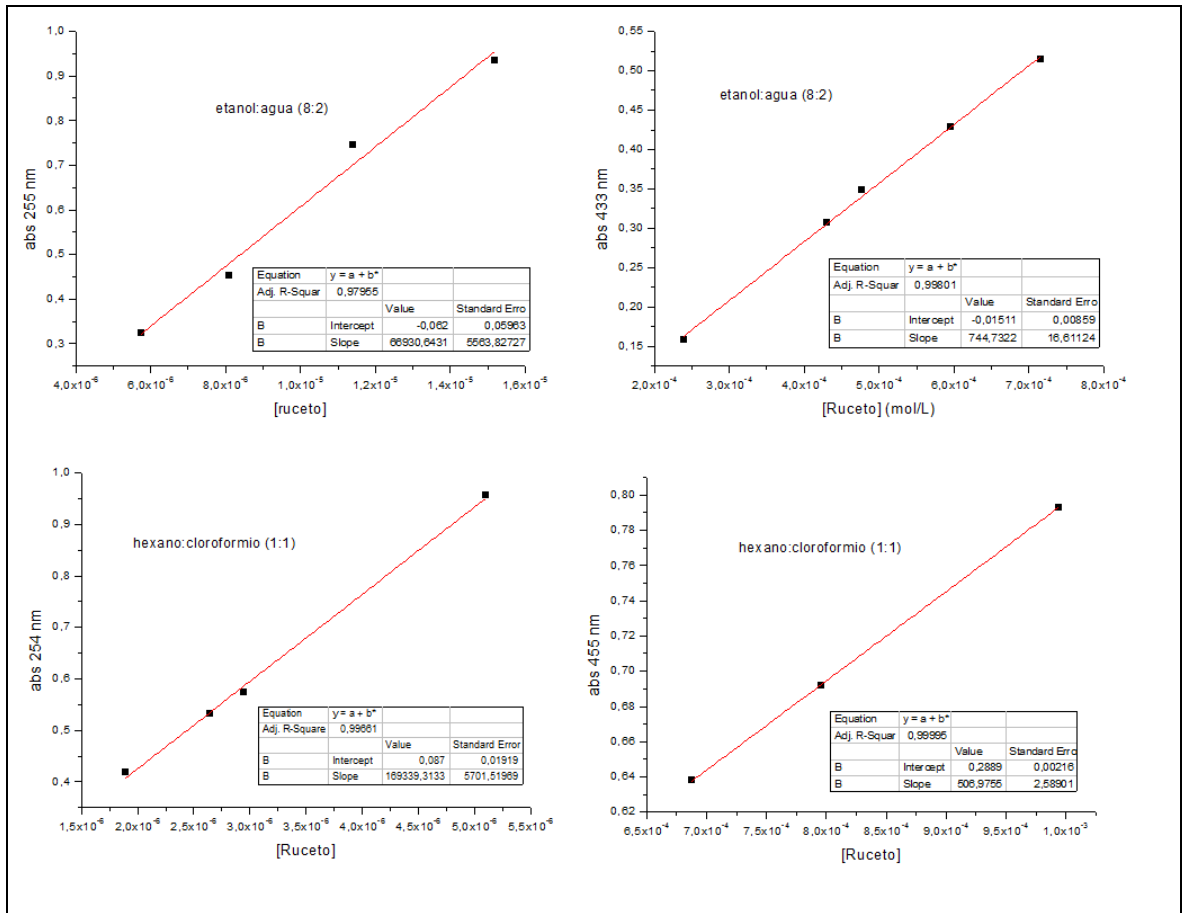 1,0
0,9
0,8
0,7
0,6
0,5
0,4
0,3
abs 255 nm
etanol:agua (8:2)
Equation y = a + b*
Adj. R-Squar 0,97955
Value Standard Erro
B Intercept -0,062 0,05963
B Slope 66930,6431 5563,82727
4,0x10⁻⁶ 6,0x10⁻⁶ 8,0x10⁻⁶ 1,0x10⁻⁵ 1,2x10⁻⁵ 1,4x10⁻⁵ 1,6x10⁻⁵
[ruceto]
0,55
0,50
0,45
0,40
0,35
0,30
0,25
0,20
0,15
abs 433 nm
etanol:agua (8:2)
Equation y = a + b*
Adj. R-Squar 0,99801
Value Standard Erro
B Intercept -0,01511 0,00859
B Slope 744,7322 16,61124
2,0x10⁻⁴ 3,0x10⁻⁴ 4,0x10⁻⁴ 5,0x10⁻⁴ 6,0x10⁻⁴ 7,0x10⁻⁴ 8,0x10⁻⁴
[Ruceto] (mol/L)
1,0
0,9
0,8
0,7
0,6
0,5
0,4
abs 254 nm
hexano:cloroformio (1:1)
Equation y = a + b*
Adj. R-Square 0,99661
Value Standard Error
B Intercept 0,087 0,01919
B Slope 169339,3133 5701,51969
1,5x10⁻⁶ 2,0x10⁻⁶ 2,5x10⁻⁶ 3,0x10⁻⁶ 3,5x10⁻⁶ 4,0x10⁻⁶ 4,5x10⁻⁶ 5,0x10⁻⁶ 5,5x10⁻⁶
[Ruceto]
0,80
0,78
0,76
0,74
0,72
0,70
0,68
0,66
0,64
0,62
abs 455 nm
hexano:cloroformio (1:1)
Equation y = a + b*
Adj. R-Squar 0,99995
Value Standard Erro
B Intercept 0,2889 0,00216
B Slope 506,9755 2,58901
6,5x10⁻⁴ 7,0x10⁻⁴ 7,5x10⁻⁴ 8,0x10⁻⁴ 8,5x10⁻⁴ 9,0x10⁻⁴ 9,5x10⁻⁴ 1,0x10⁻³
[Ruceto]